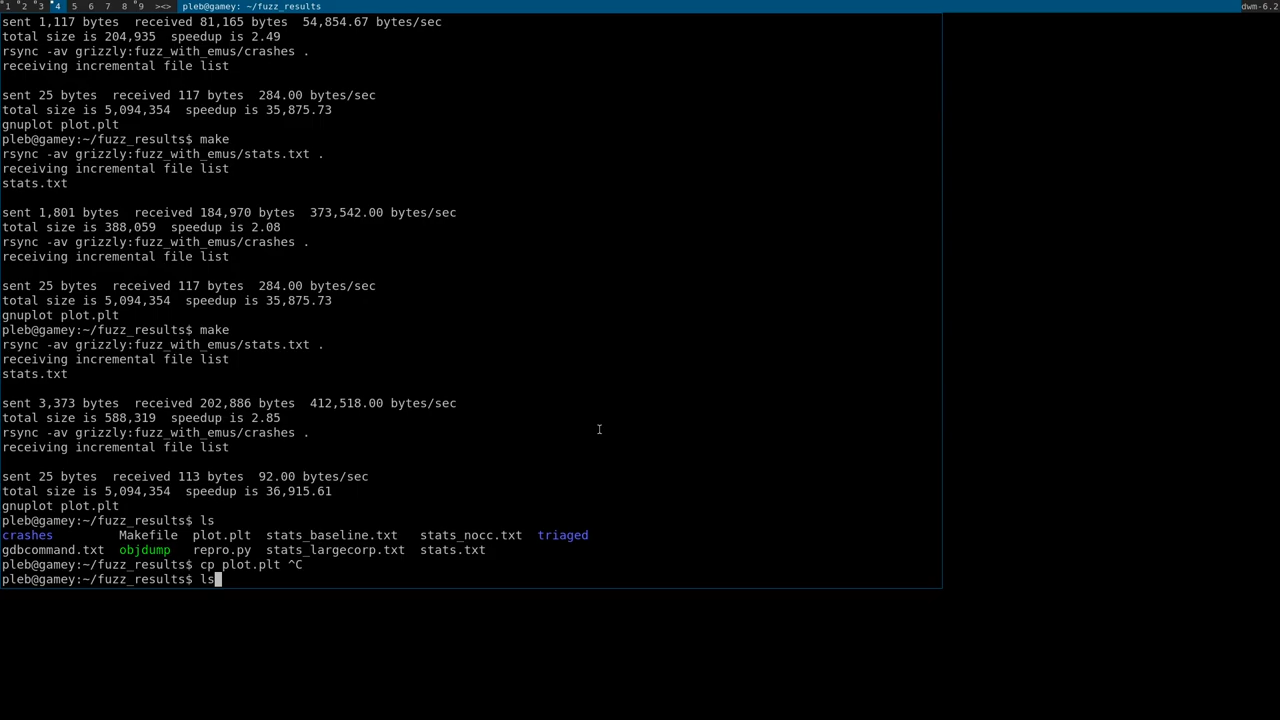 1 2 3 4 5 6 7 8 9 ><> pleb@gamey: ~/fuzz_results dwm-6.2
sent 1,117 bytes  received 81,165 bytes  54,854.67 bytes/sec
total size is 204,935  speedup is 2.49
rsync -av grizzly:fuzz_with_emus/crashes .
receiving incremental file list
sent 25 bytes  received 117 bytes  284.00 bytes/sec
total size is 5,094,354  speedup is 35,875.73
gnuplot plot.plt
pleb@gamey:~/fuzz_results$ make
rsync -av grizzly:fuzz_with_emus/stats.txt .
receiving incremental file list
stats.txt
sent 1,801 bytes  received 184,970 bytes  373,542.00 bytes/sec
total size is 388,059  speedup is 2.08
rsync -av grizzly:fuzz_with_emus/crashes .
receiving incremental file list
sent 25 bytes  received 117 bytes  284.00 bytes/sec
total size is 5,094,354  speedup is 35,875.73
gnuplot plot.plt
pleb@gamey:~/fuzz_results$ make
rsync -av grizzly:fuzz_with_emus/stats.txt .
receiving incremental file list
stats.txt
sent 3,373 bytes  received 202,886 bytes  412,518.00 bytes/sec
total size is 588,319  speedup is 2.85
rsync -av grizzly:fuzz_with_emus/crashes .
receiving incremental file list
sent 25 bytes  received 113 bytes  92.00 bytes/sec
total size is 5,094,354  speedup is 36,915.61
gnuplot plot.plt
pleb@gamey:~/fuzz_results$ ls
crashes         Makefile  plot.plt  stats_baseline.txt   stats_nocc.txt  triaged
gdbcommand.txt  objdump   repro.py  stats_largecorp.txt  stats.txt
pleb@gamey:~/fuzz_results$ cp plot.plt ^C
pleb@gamey:~/fuzz_results$ ls